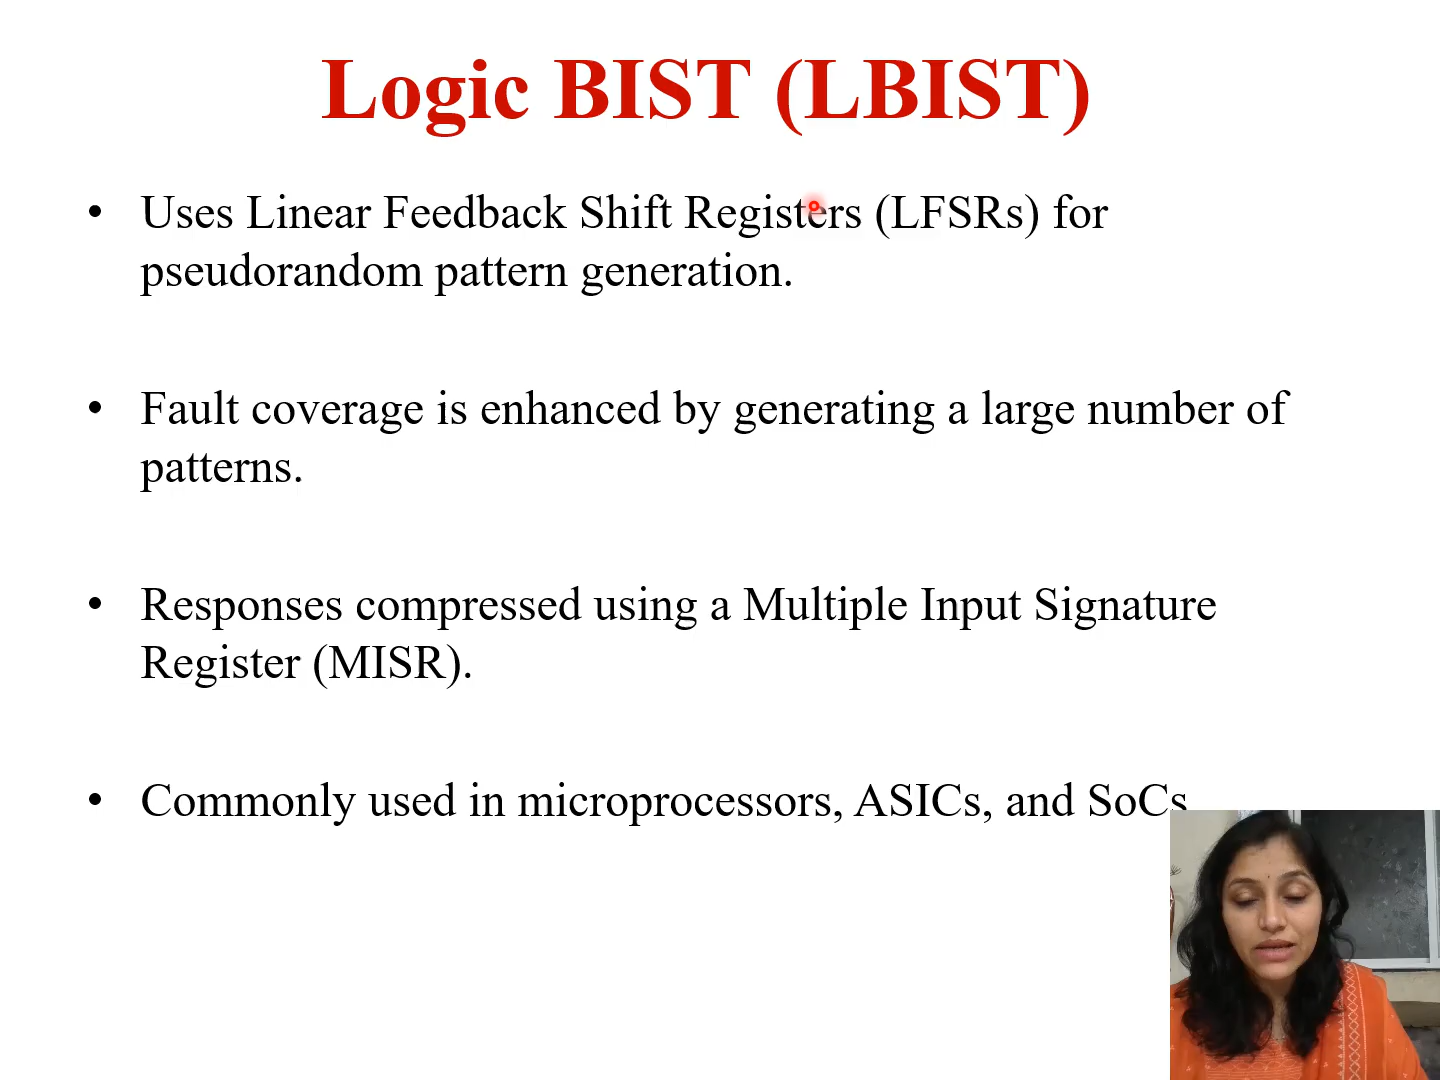 Logic BIST (LBIST)
• Uses Linear Feedback Shift Registers (LFSRs) for
pseudorandom pattern generation.
• Fault coverage is enhanced by generating a large number of
patterns.
• Responses compressed using a Multiple Input Signature
Register (MISR).
• Commonly used in microprocessors, ASICs, and SoCs